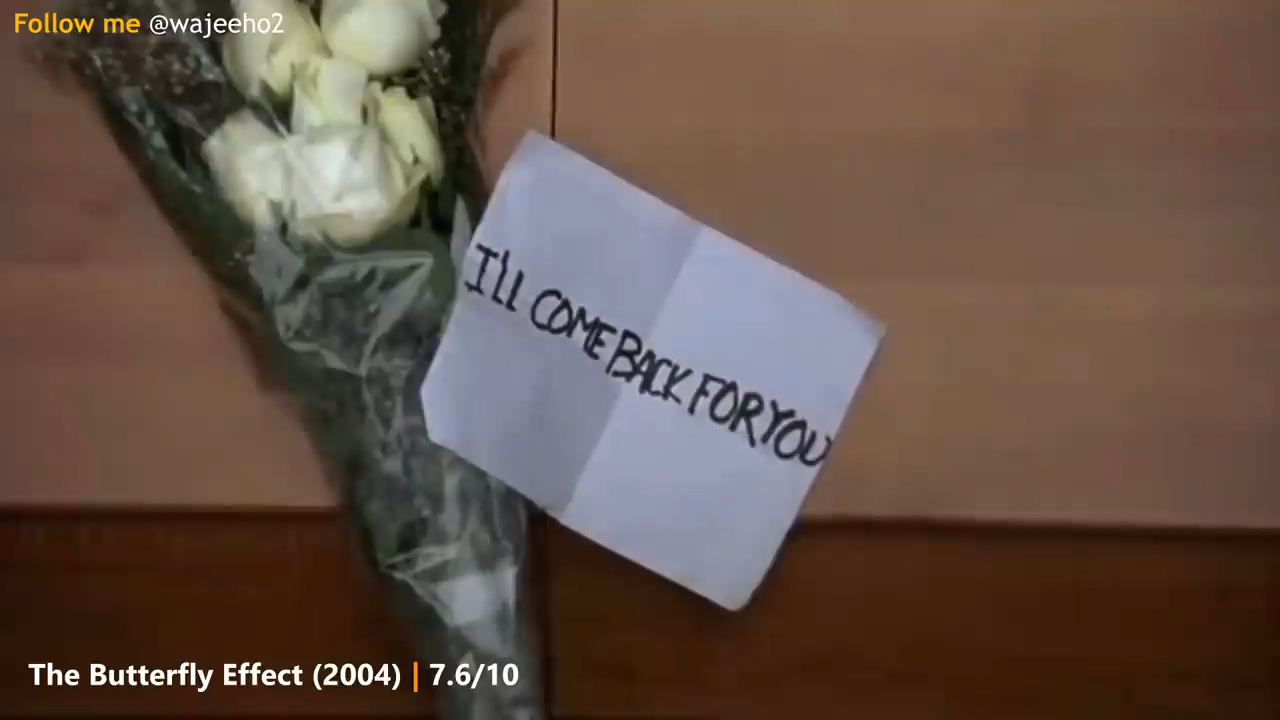 Follow me @wajeeho2
I'll COME BACK FOR YOU
The Butterfly Effect (2004) | 7.6/10